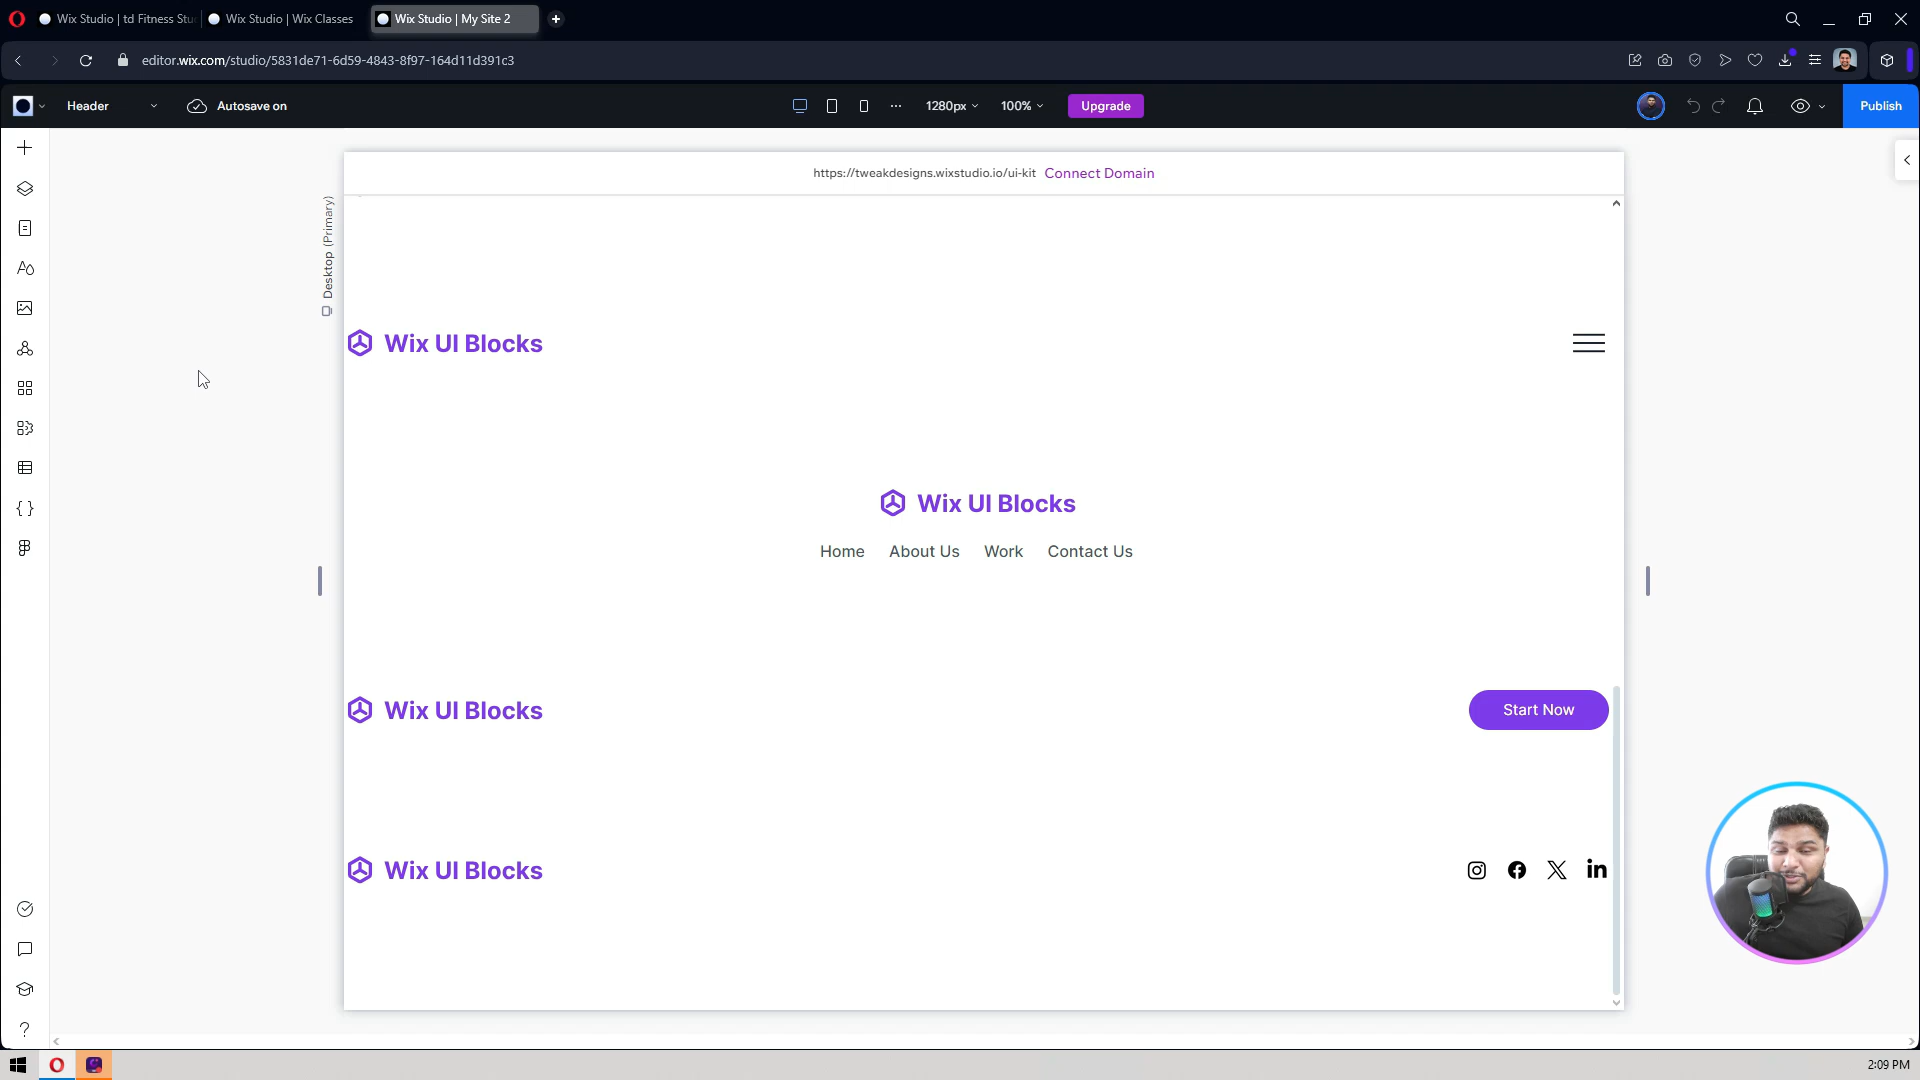 Wix Studio | td Fitness Stu
Wix Studio | Wix Classes
Wix Studio | My Site 2
editor.wix.com/studio/5831de71-6d59-4843-8f97-164d11d391c3
Header
Autosave on
1280px
100%
Upgrade
Publish
https://tweakdesigns.wixstudio.io/ui-kit Connect Domain
Desktop (Primary)
Wix UI Blocks
Wix UI Blocks
Home About Us Work Contact Us
Wix UI Blocks
Start Now
Wix UI Blocks
2:09 PM